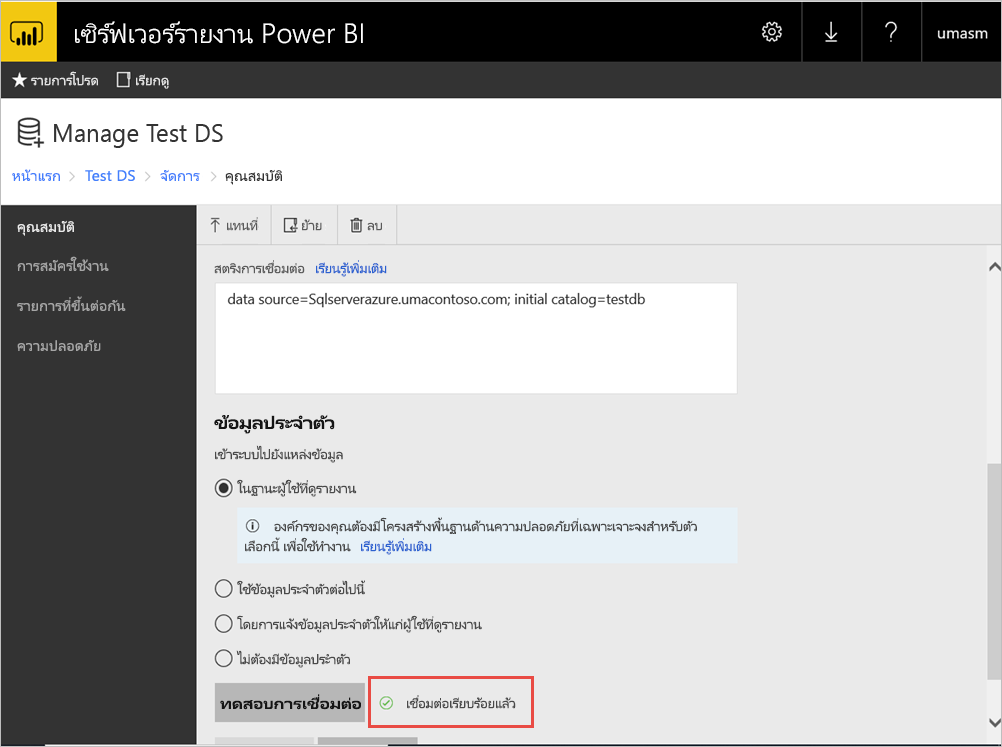 เซิร์ฟเวอร์รายงาน Power BI
?
umasm
รายการโปรด
เรียกดู
Manage Test DS
หน้าแรก > Test DS > จัดการ > คุณสมบัติ
คุณสมบัติ
การสมัครใช้งาน
รายการที่ขึ้นต่อกัน
ความปลอดภัย
แทนที่
ย้าย
ลบ
สตริงการเชื่อมต่อ เรียนรู้เพิ่มเติม
data source=Sqlserverazure.umacontoso.com; initial catalog=testdb
ข้อมูลประจำตัว
เข้าระบบไปยังแหล่งข้อมูล
ในฐานะผู้ใช้ที่ดูรายงาน
องค์กรของคุณต้องมีโครงสร้างพื้นฐานด้านความปลอดภัยที่เฉพาะเจาะจงสำหรับตัว
เลือกนี้ เพื่อใช้ทำงาน เรียนรู้เพิ่มเติม
ใช้ข้อมูลประจำตัวต่อไปนี้
โดยการแจ้งข้อมูลประจำตัวให้แก่ผู้ใช้ที่ดูรายงาน
ไม่ต้องมีข้อมูลประำตัว
ทดสอบการเชื่อมต่อ
เชื่อมต่อเรียบร้อยแล้ว